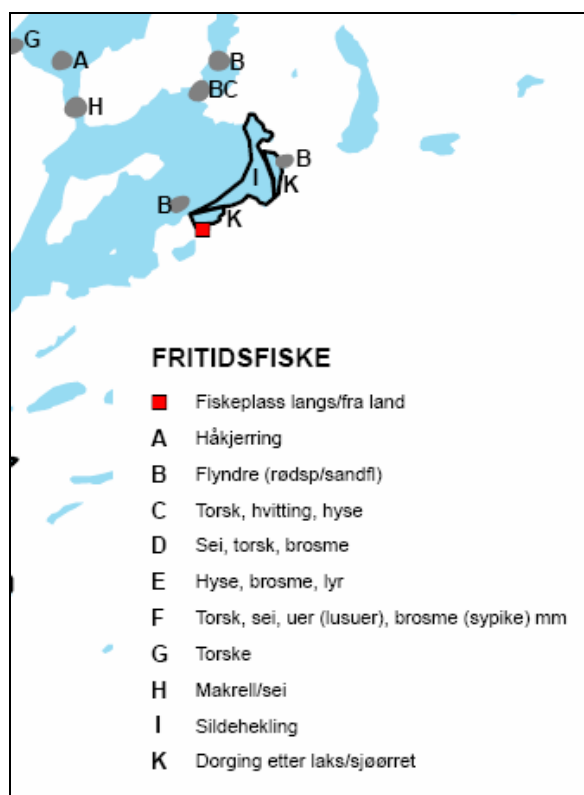 G
A
B
BC
H
B
I
K
B
K
FRITIDSFISKE
Fiskeplass langs/fra land
A Håkjerring
B Flyndre (rødsp/sandfl)
C Torsk, hvitting, hyse
D Sei, torsk, brosme
E Hyse, brosme, lyr
F Torsk, sei, uer (lusuer), brosme (sypike) mm
G Torske
H Makrell/sei
I Sildehekling
K Dorging etter laks/sjøørret